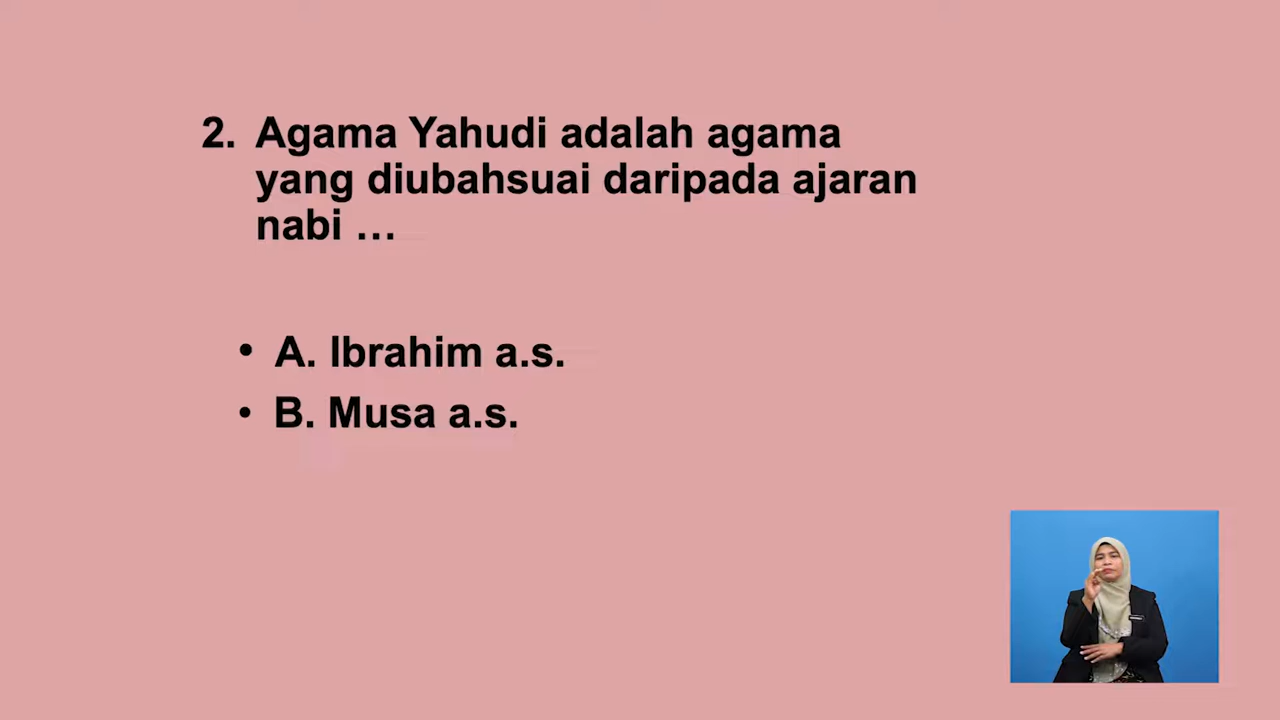 2. Agama Yahudi adalah agama
yang diubahsuai daripada ajaran
nabi …
• A. Ibrahim a.s.
• B. Musa a.s.